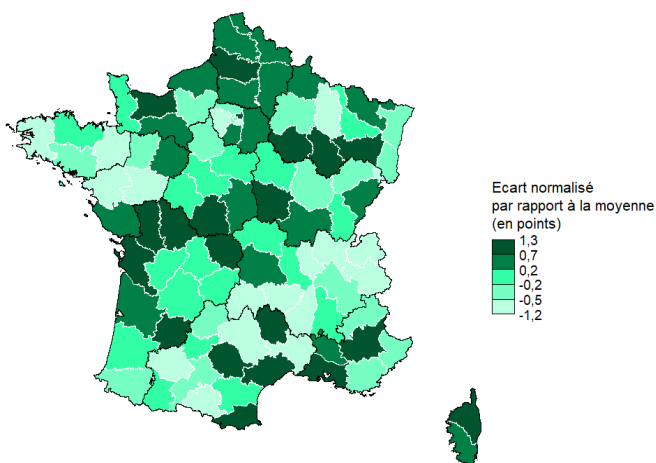 Ecart normalisé
par rapport à la moyenne
(en points)
1,3
0,7
0,2
-0,2
-0,5
-1,2